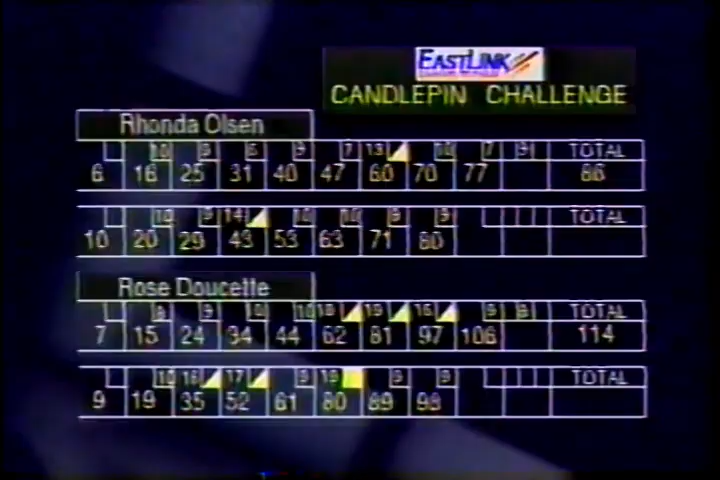 EASTLINK
CANDLEPIN CHALLENGE
Rhonda Olsen
10 9 6 9 7 13 10 7 9 TOTAL
6 16 25 31 40 47 60 70 77 86
10 9 14 10 10 9 9 TOTAL
10 20 29 43 53 63 71 80
Rose Doucette
8 9 10 10 18 19 16 9 8 TOTAL
7 15 24 34 44 62 81 97 106 114
10 16 17 9 19 9 9 TOTAL
9 19 35 52 61 80 89 98